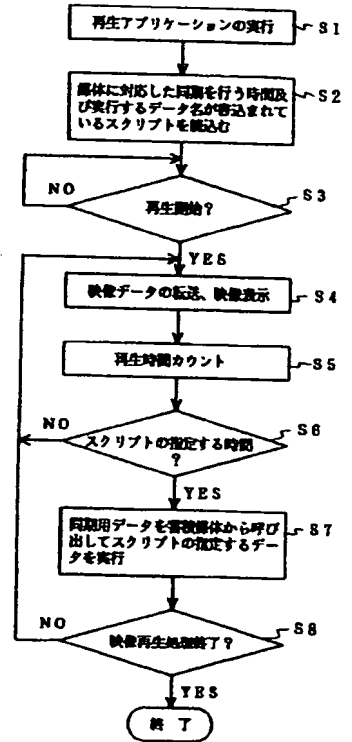 再生アプリケーションの実行
S1
媒体に対応した同期を行う時間及
び実行するデータ名が書込まれて
いるスクリプトを読込む
S2
NO
再生開始?
S3
YES
映像データの転送、映像表示
S4
再生時間カウント
S5
NO
スクリプトの指定する時間
?
S6
YES
同期用データを蓄積媒体から呼び
出してスクリプトの指定するデー
タを実行
S7
NO
映像再生処理終了?
S8
YES
終 了